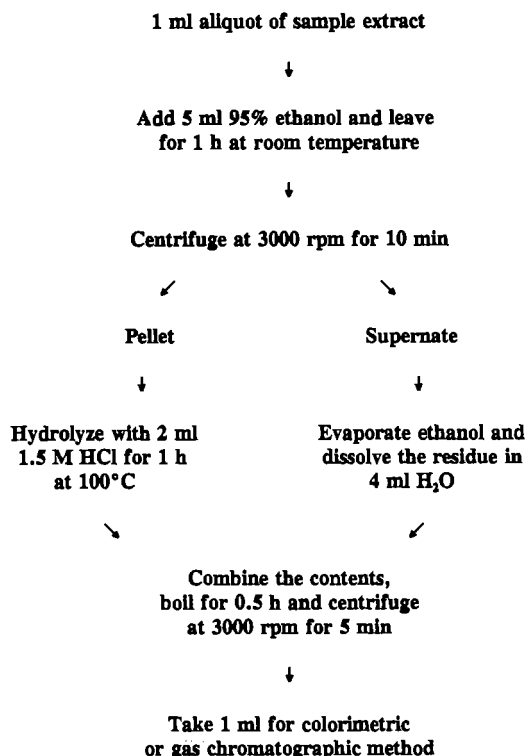 1 ml aliquot of sample extract
↓
Add 5 ml 95% ethanol and leave
for 1 h at room temperature
↓
Centrifuge at 3000 rpm for 10 min
↙ ↘
Pellet Supernate
↓ ↓
Hydrolyze with 2 ml
1.5 M HCl for 1 h
at 100°C
Evaporate ethanol and
dissolve the residue in
4 ml H₂O
↘ ↙
Combine the contents,
boil for 0.5 h and centrifuge
at 3000 rpm for 5 min
↓
Take 1 ml for colorimetric
or gas chromatographic method